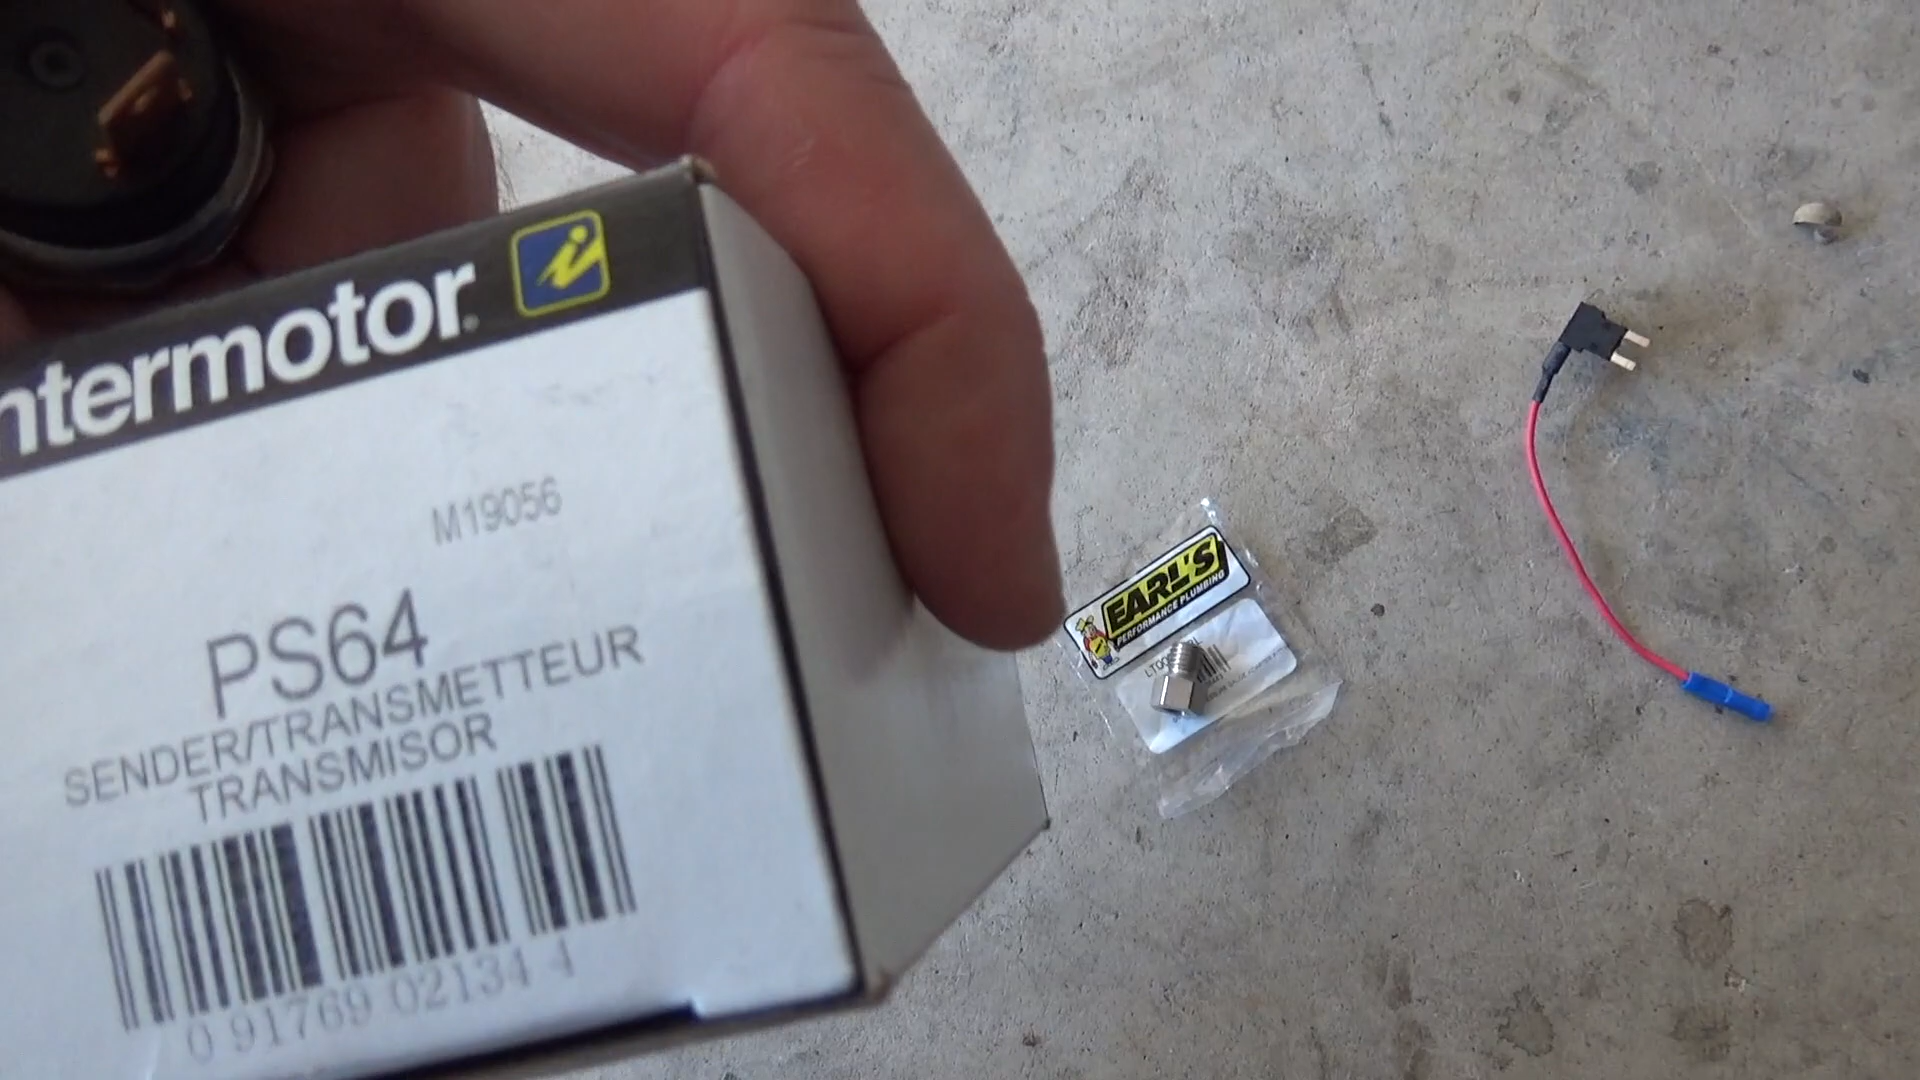 ntermotor
M19056
PS64
SENDER/TRANSMETTEUR
TRANSMISOR
0 91769 02134 4
EARL'S
PERFORMANCE PLUMBING